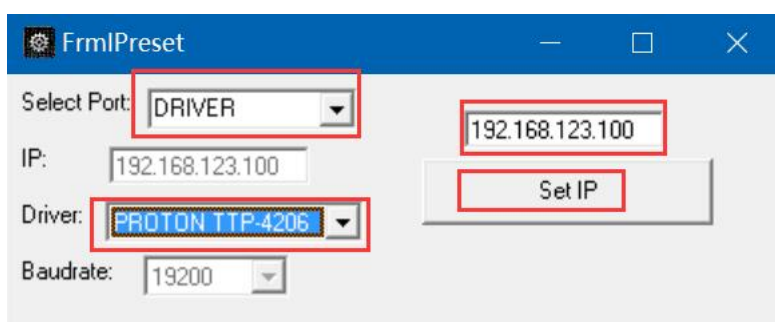 FrmIPreset
Select Port: DRIVER
192.168.123.100
IP: 192.168.123.100
Set IP
Driver: PROTON TTP-4206
Baudrate: 19200